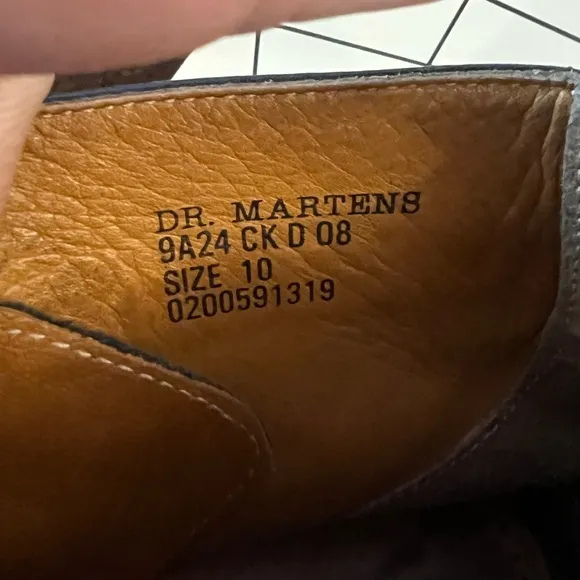 DR. MARTENS
9A24 CK D 08
SIZE 10
0200591319